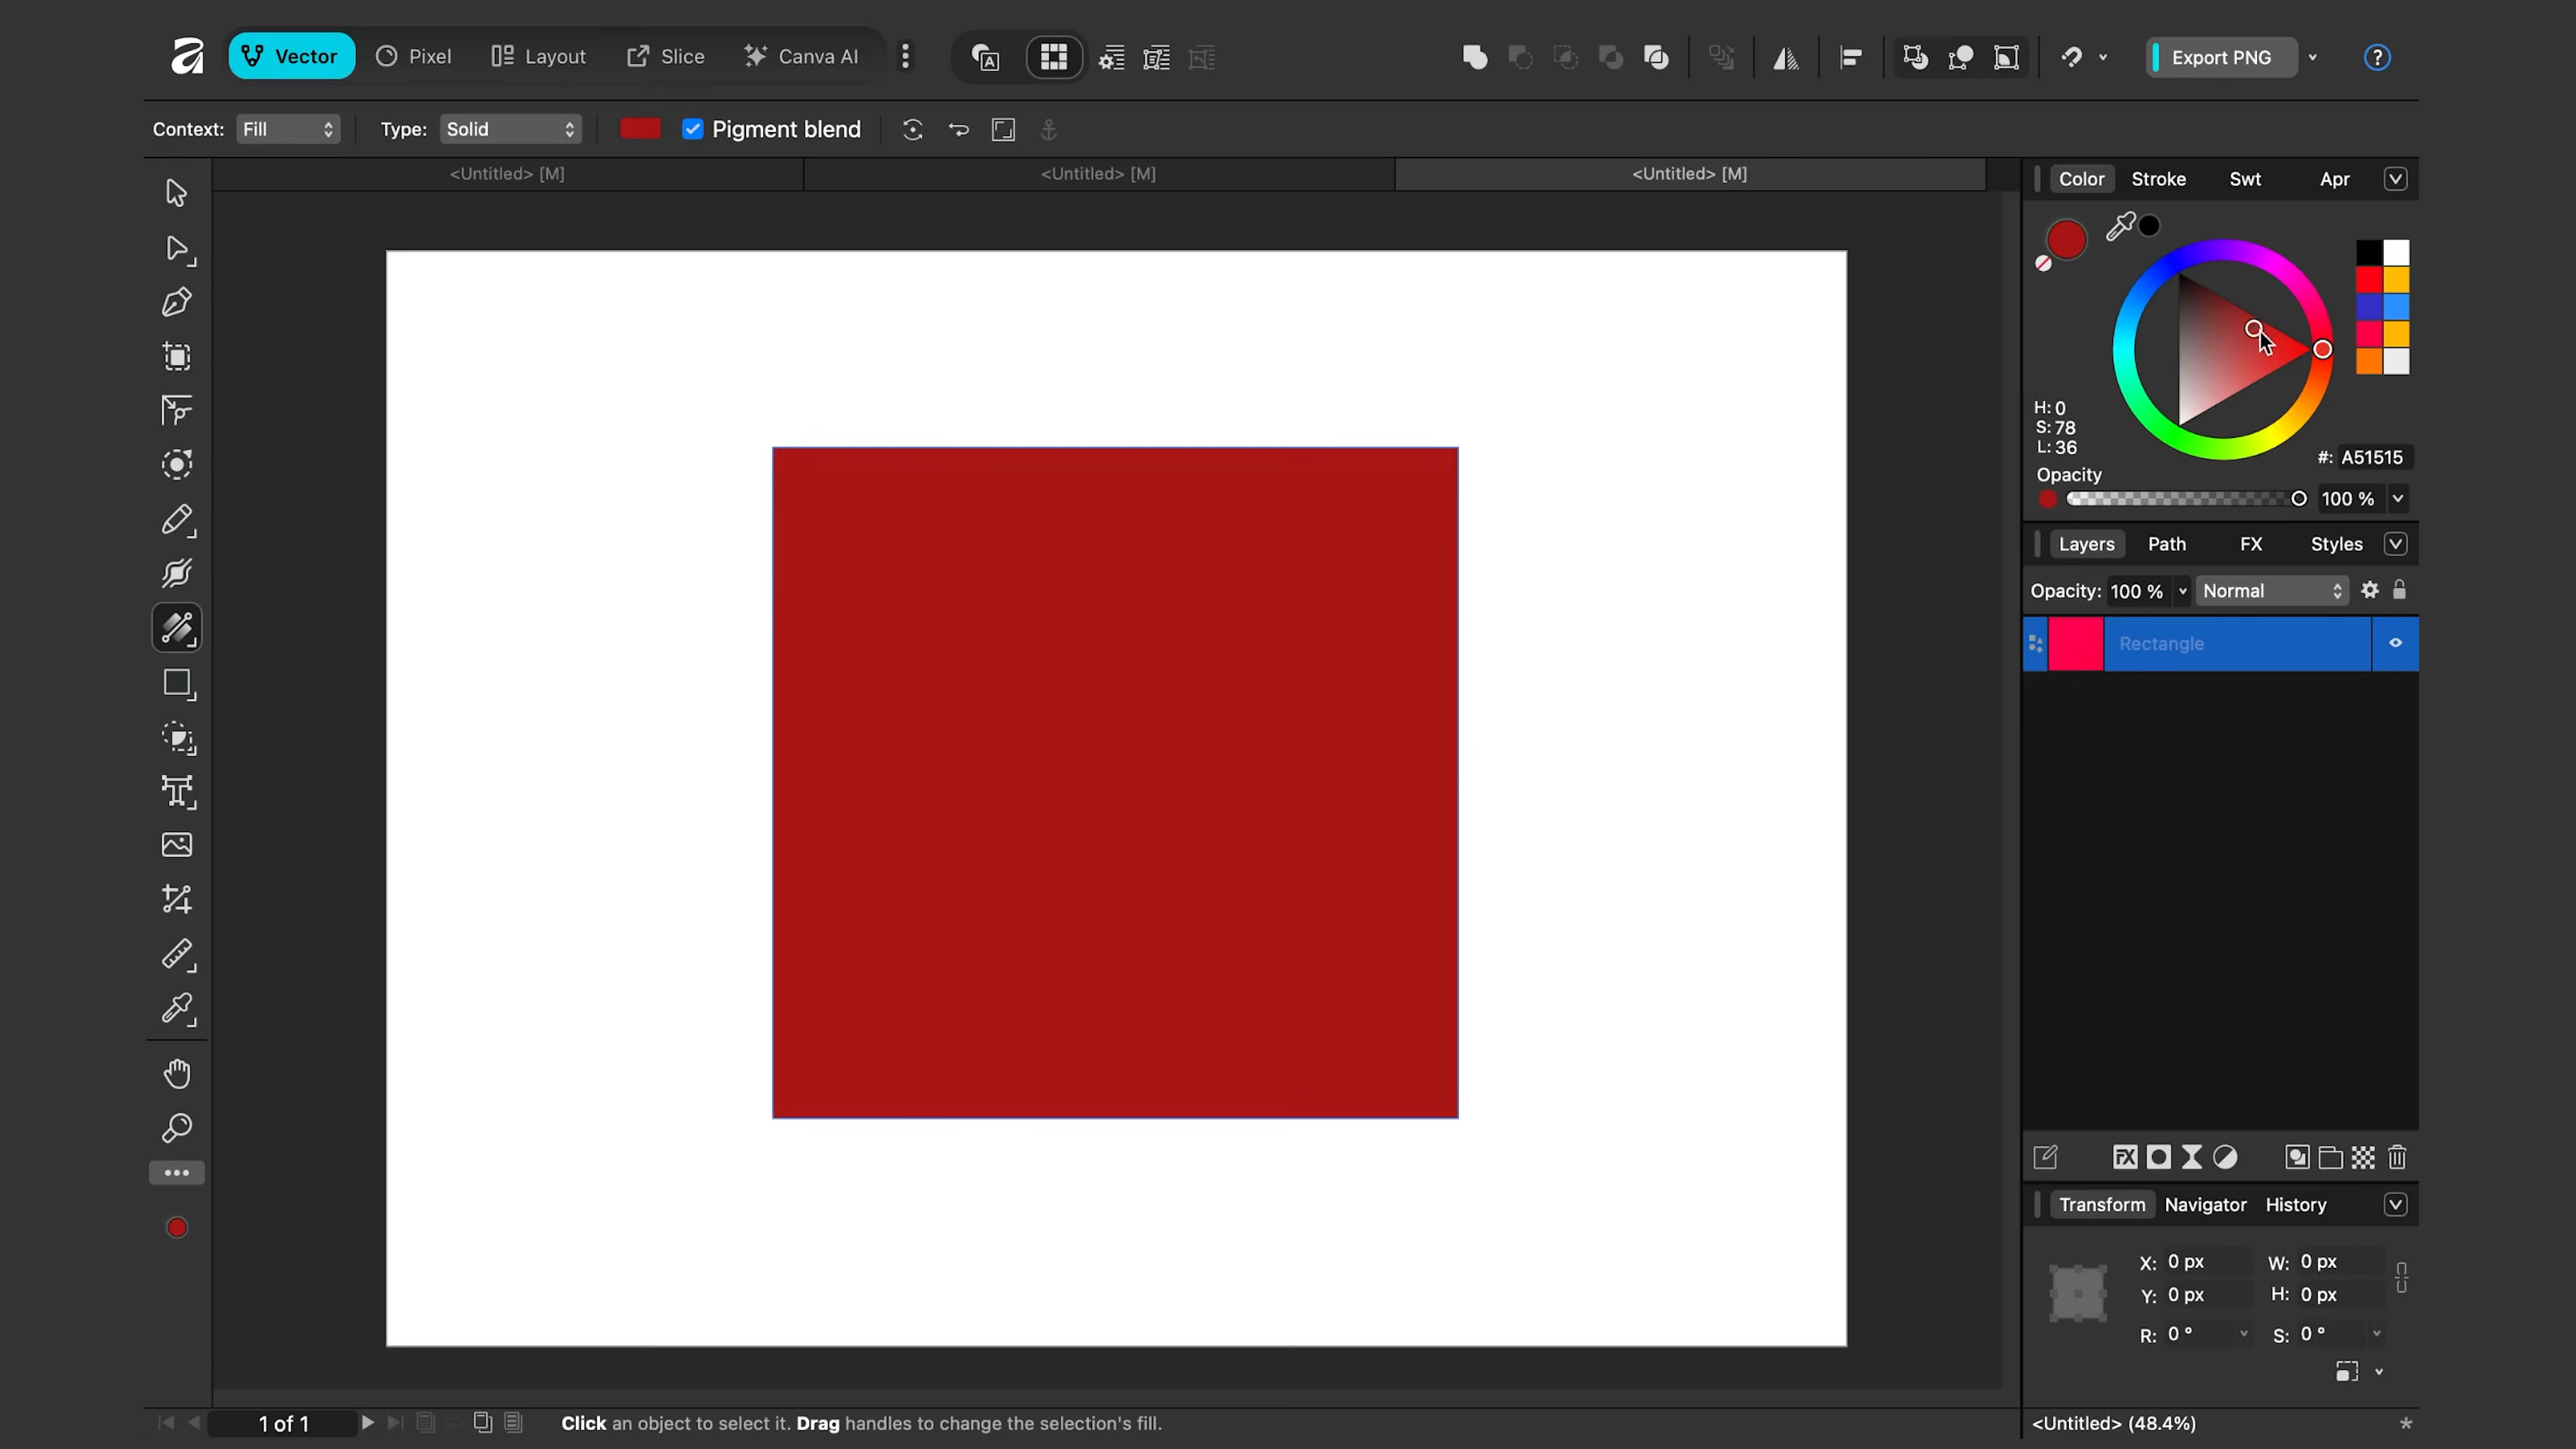 Vector Pixel Layout Slice Canva AI Export PNG ?
Context: Fill Type: Solid Pigment blend
<Untitled> [M] <Untitled> [M] <Untitled> [M]
Color Stroke Swt Apr
H:0
S:78
L:36
#: A51515
Opacity
100 %
Layers Path FX Styles
Opacity: 100 % Normal
Rectangle
FX
Transform Navigator History
X: 0 px W: 0 px
Y: 0 px H: 0 px
R: 0 ° S: 0 °
1 of 1 Click an object to select it. Drag handles to change the selection's fill. <Untitled> (48.4%) *